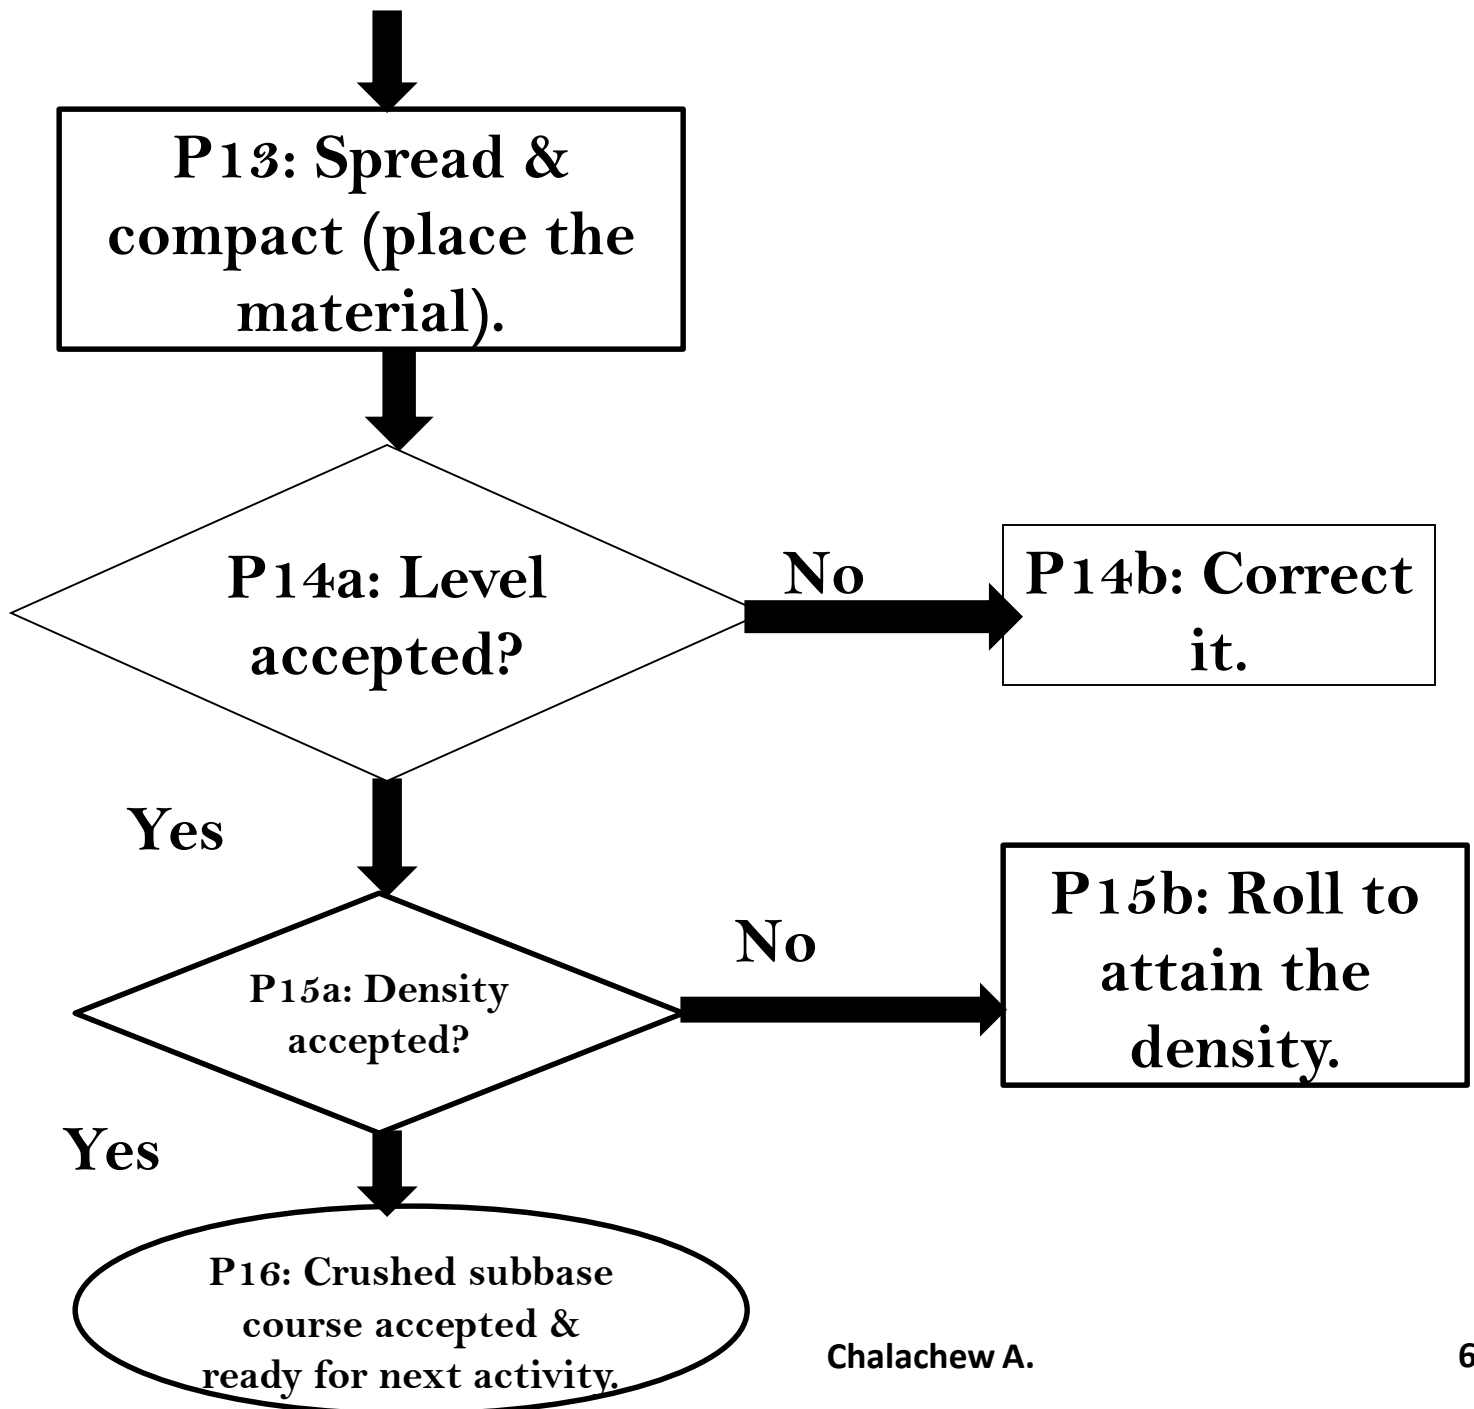 P13: Spread &
compact (place the
material).
P14a: Level
accepted?
No
P14b: Correct
it.
Yes
P15a: Density
accepted?
No
P15b: Roll to
attain the
density.
Yes
P16: Crushed subbase
course accepted &
ready for next activity.
Chalachew A.
6